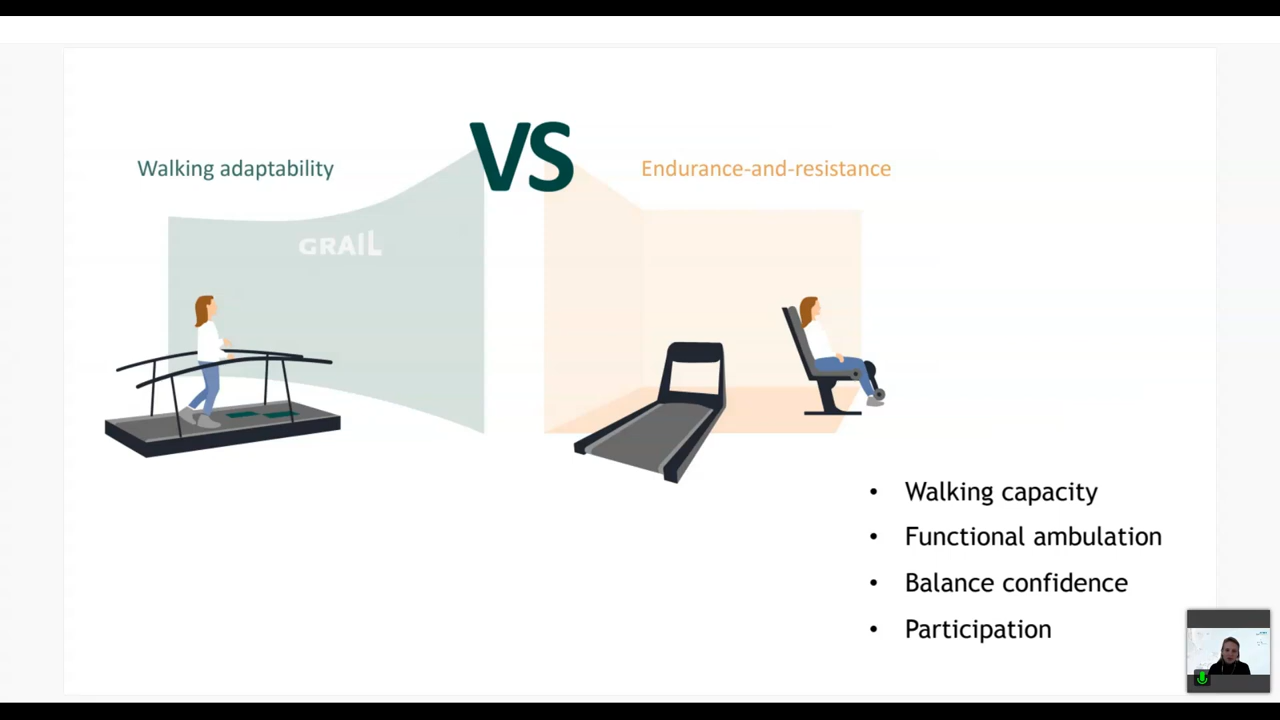 VS
Walking adaptability
Endurance-and-resistance
GRAIL
• Walking capacity
• Functional ambulation
• Balance confidence
• Participation